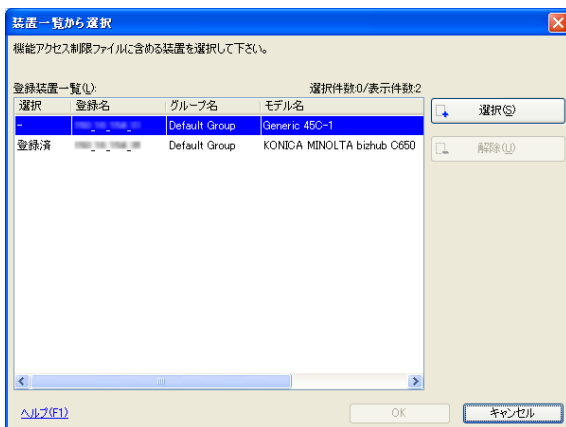 装置一覧から選択
機能アクセス制限ファイルに含める装置を選択して下さい。
登録装置一覧(L): 選択件数:0/表示件数:2
選択 登録名 グループ名 モデル名
- Default Group Generic 45C-1
登録済 Default Group KONICA MINOLTA bizhub C650
選択(S)
解除(U)
ヘルプ(F1) OK キャンセル